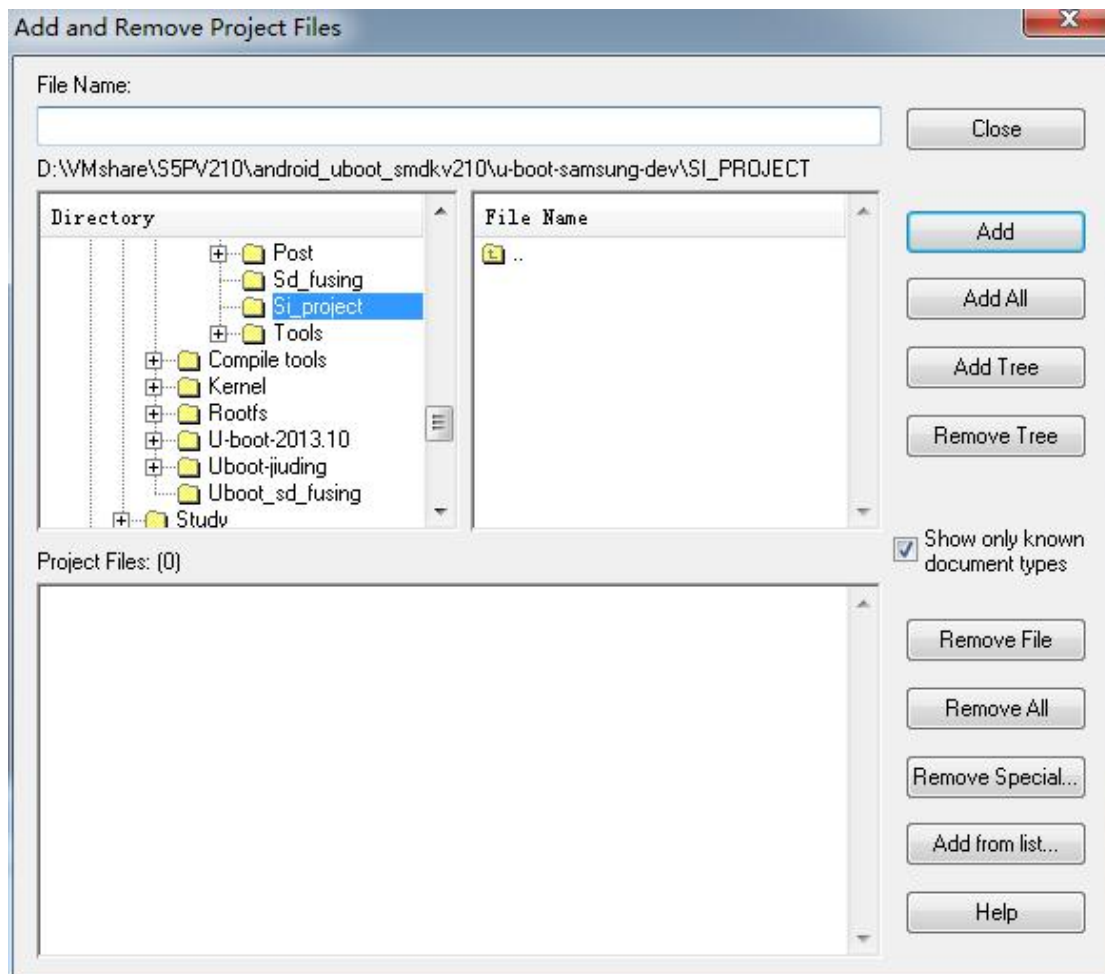 Add and Remove Project Files
File Name:
Close
D:\VMshare\S5PV210\android_uboot_smdkv210\u-boot-samsung-dev\SI_PROJECT
Directory
File Name
Post
..
Sd_fusing
Si_project
Tools
Compile tools
Kernel
Rootfs
U-boot-2013.10
Uboot-jiuding
Uboot_sd_fusing
Study
Add
Add All
Add Tree
Remove Tree
Show only known
document types
Project Files: (0)
Remove File
Remove All
Remove Special...
Add from list...
Help